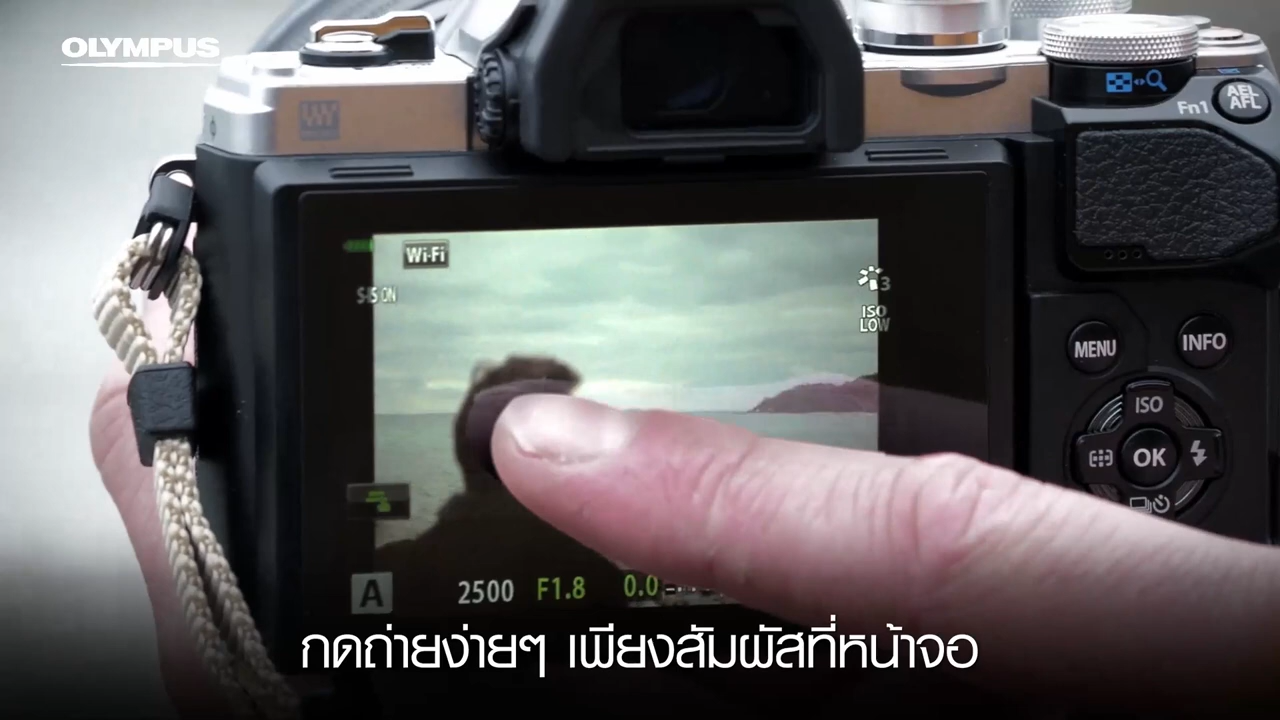 OLYMPUS
AEL
AFL
Fn1
Wi-Fi
S-IS ON
3
ISO
LOW
MENU
INFO
ISO
OK
A
2500 F1.8 0.0
กดถ่ายง่ายๆ เพียงสัมผัสที่หน้าจอ